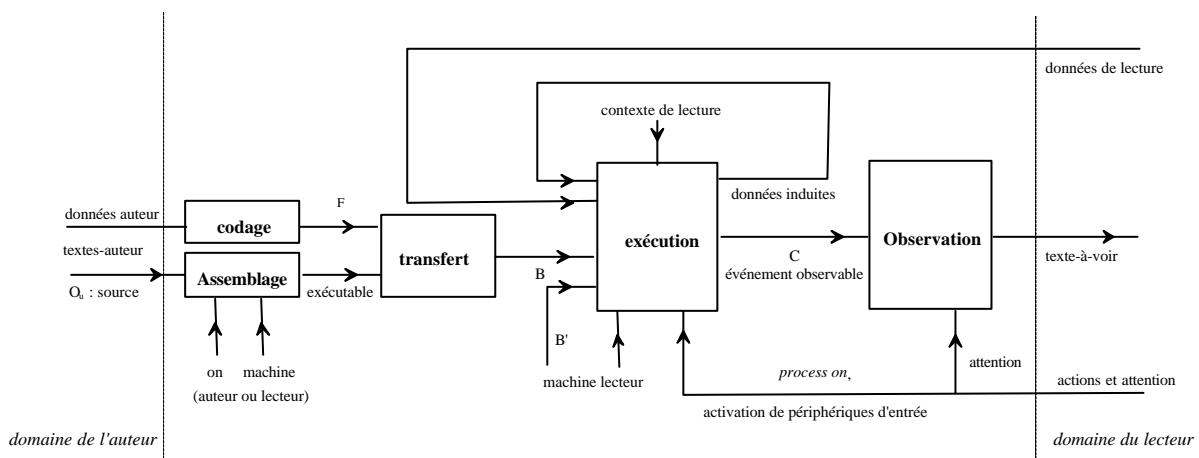 données de lecture
contexte de lecture
données induites
données auteur
codage
F
textes-auteur
Assemblage
transfert
exécution
Observation
Oᵤ : source
exécutable
B
C
événement observable
texte-à-voir
B'
on
machine
(auteur ou lecteur)
machine lecteur
process on,
attention
actions et attention
activation de périphériques d'entrée
domaine de l'auteur
domaine du lecteur